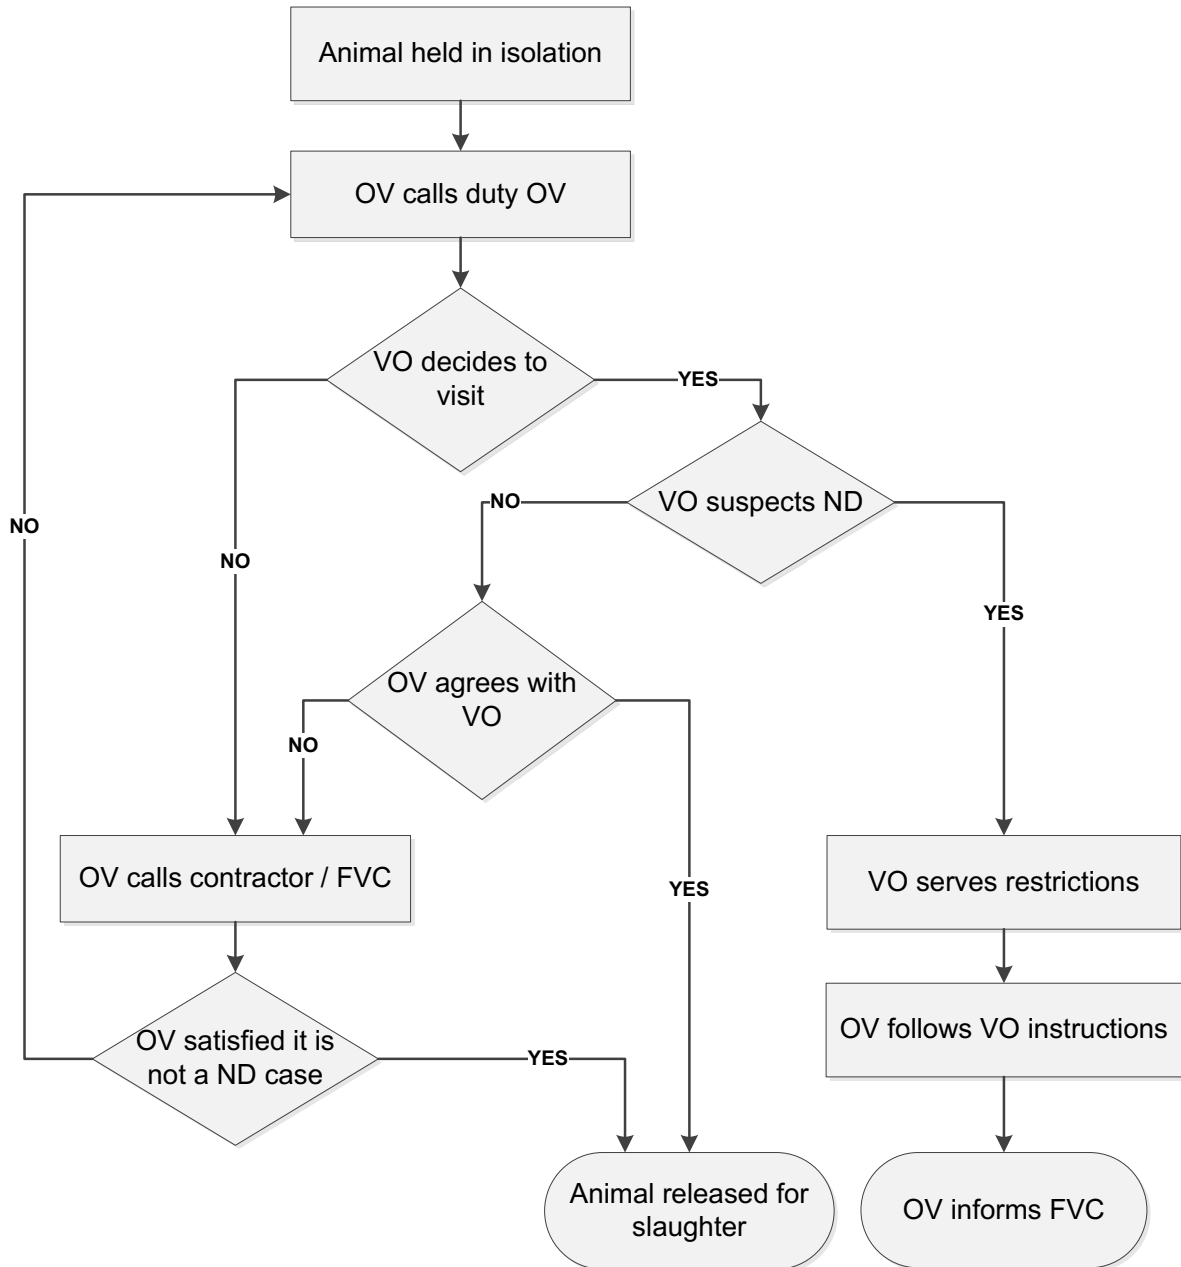 Animal held in isolation
OV calls duty OV
VO decides to
visit
YES
VO suspects ND
NO
NO
NO
YES
OV agrees with
VO
NO
OV calls contractor / FVC
YES
VO serves restrictions
OV follows VO instructions
OV satisfied it is
not a ND case
YES
Animal released for
slaughter
OV informs FVC